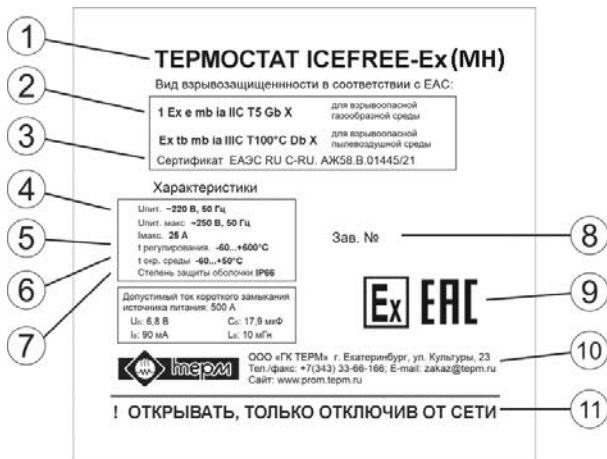 1
ТЕРМОСТАТ ICEFREE-Ex (МН)
Вид взрывозащищеннности в соответствии с ЕАС:
2
1 Ex e mb ia IIC T5 Gb X
для взрывоопасной
газообразной среды
Ex tb mb ia IIIC T100°C Db X
для взрывоопасной
пылевоздушной среды
3
Сертификат ЕАЭС RU C-RU. АЖ58.В.01445/21
Характеристики
4
Uпит. ~220 В, 50 Гц
Uпит. макс ~250 В, 50 Гц
Iмакс. 25 А
5
t регулирования. -60...+600°C
6
t окр. среды -60...+50°C
7
Степень защиты оболочки IP66
Зав. №
8
Допустимый ток короткого замыкания
источника питания: 500 А
U₀: 6,8 В
C₀: 17,9 мкФ
I₀: 90 мА
L₀: 10 мГн
Ex EAC
9
терм
ООО «ГК ТЕРМ» г. Екатеринбург, ул. Культуры, 23
Тел./факс: +7(343) 33-66-166; E-mail: zakaz@tepm.ru
Сайт: www.prom.tepm.ru
10
! ОТКРЫВАТЬ, ТОЛЬКО ОТКЛЮЧИВ ОТ СЕТИ
11